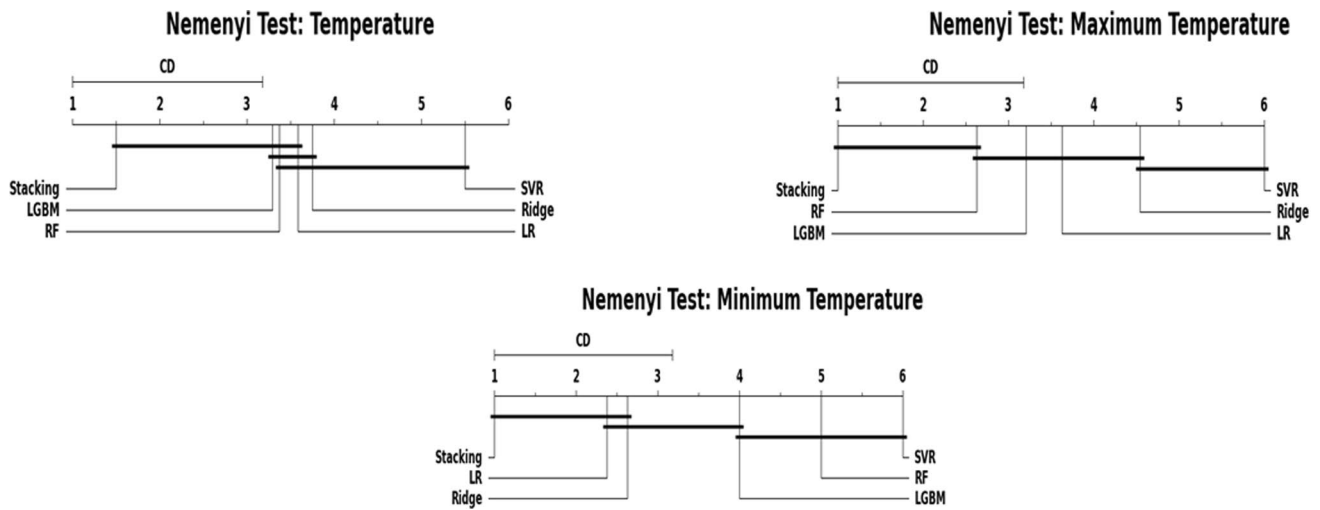 Nemenyi Test: Temperature
CD
1 2 3 4 5 6
Stacking SVR
LGBM Ridge
RF LR
Nemenyi Test: Maximum Temperature
CD
1 2 3 4 5 6
Stacking SVR
RF Ridge
LGBM LR
Nemenyi Test: Minimum Temperature
CD
1 2 3 4 5 6
Stacking SVR
LR RF
Ridge LGBM